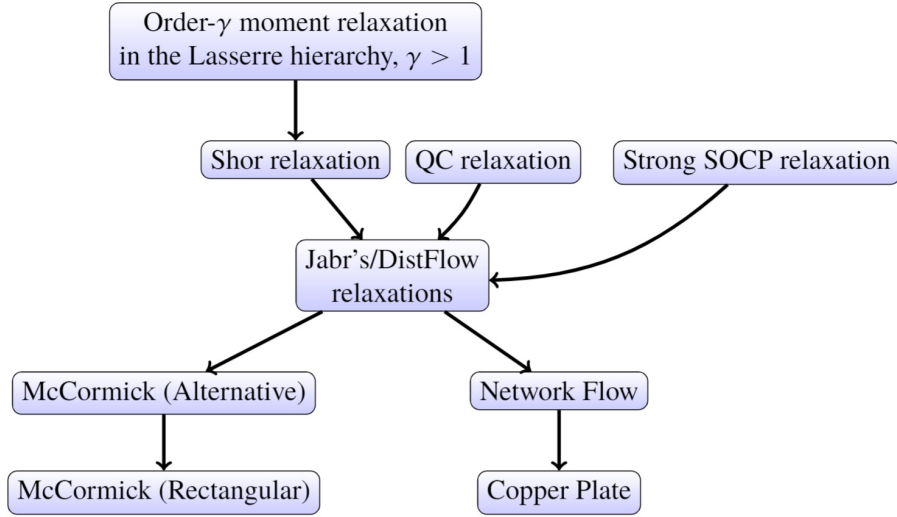 Order-γ moment relaxation
in the Lasserre hierarchy, γ > 1
Shor relaxation
QC relaxation
Strong SOCP relaxation
Jabr's/DistFlow
relaxations
McCormick (Alternative)
Network Flow
McCormick (Rectangular)
Copper Plate